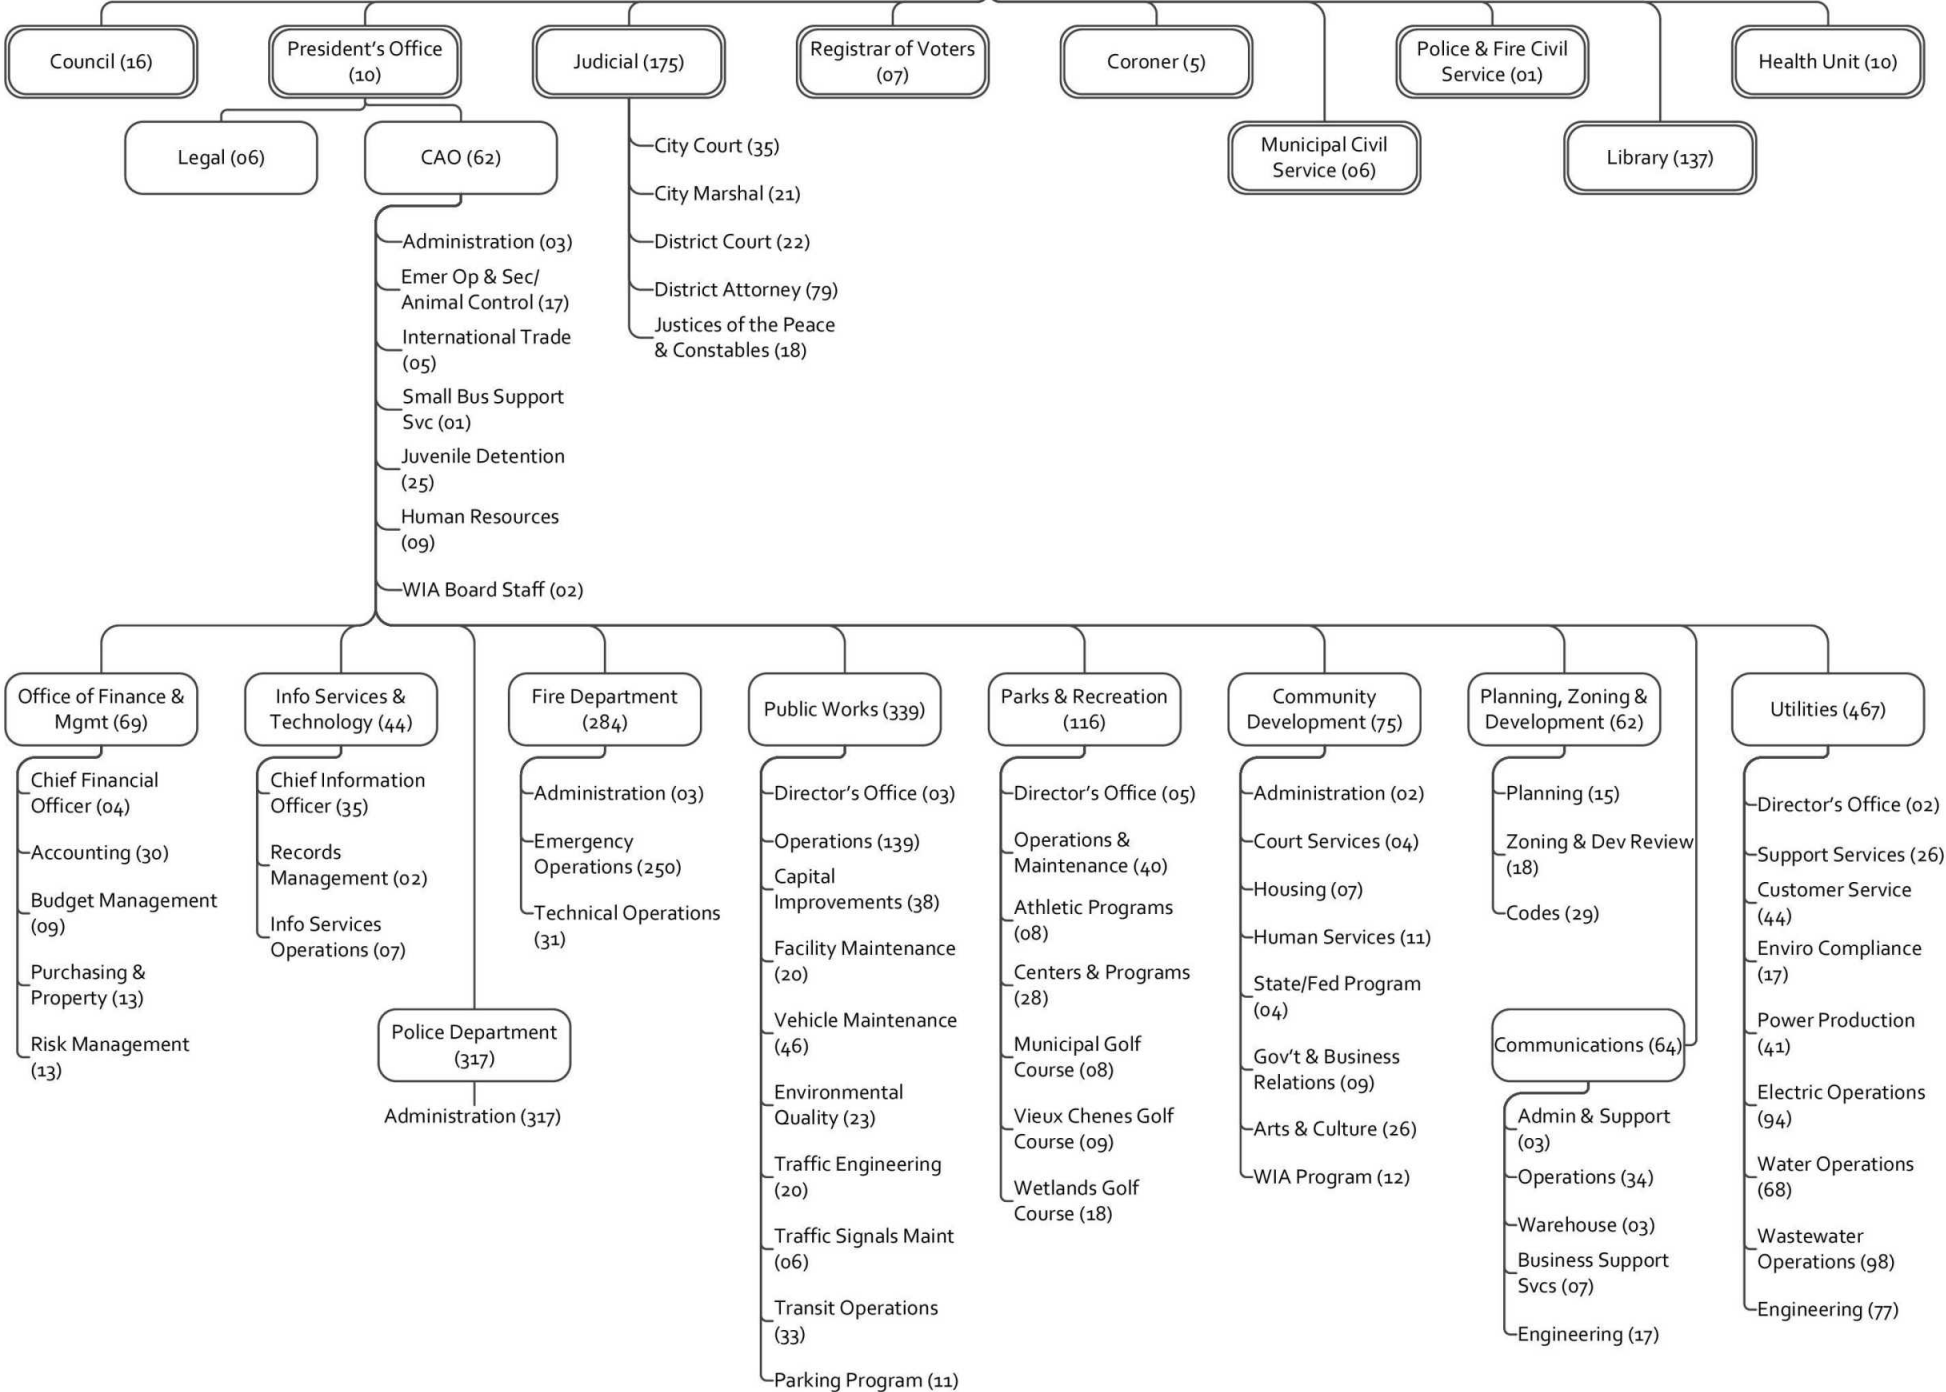 Council (16)
President's Office
(10)
Judicial (175)
Registrar of Voters
(07)
Coroner (5)
Police & Fire Civil
Service (01)
Health Unit (10)
Legal (06)
CAO (62)
Municipal Civil
Service (06)
Library (137)
City Court (35)
City Marshal (21)
District Court (22)
District Attorney (79)
Justices of the Peace
& Constables (18)
Administration (03)
Emer Op & Sec/
Animal Control (17)
International Trade
(05)
Small Bus Support
Svc (01)
Juvenile Detention
(25)
Human Resources
(09)
WIA Board Staff (02)
Office of Finance &
Mgmt (69)
Chief Financial
Officer (04)
Accounting (30)
Budget Management
(09)
Purchasing &
Property (13)
Risk Management
(13)
Info Services &
Technology (44)
Chief Information
Officer (35)
Records
Management (02)
Info Services
Operations (07)
Police Department
(317)
Administration (317)
Fire Department
(284)
Administration (03)
Emergency
Operations (250)
Technical Operations
(31)
Public Works (339)
Director's Office (03)
Operations (139)
Capital
Improvements (38)
Facility Maintenance
(20)
Vehicle Maintenance
(46)
Environmental
Quality (23)
Traffic Engineering
(20)
Traffic Signals Maint
(06)
Transit Operations
(33)
Parking Program (11)
Parks & Recreation
(116)
Director's Office (05)
Operations &
Maintenance (40)
Athletic Programs
(08)
Centers & Programs
(28)
Municipal Golf
Course (08)
Vieux Chenes Golf
Course (09)
Wetlands Golf
Course (18)
Community
Development (75)
Administration (02)
Court Services (04)
Housing (07)
Human Services (11)
State/Fed Program
(04)
Gov't & Business
Relations (09)
Arts & Culture (26)
WIA Program (12)
Planning, Zoning &
Development (62)
Planning (15)
Zoning & Dev Review
(18)
Codes (29)
Communications (64)
Admin & Support
(03)
Operations (34)
Warehouse (03)
Business Support
Svcs (07)
Engineering (17)
Utilities (467)
Director's Office (02)
Support Services (26)
Customer Service
(44)
Enviro Compliance
(17)
Power Production
(41)
Electric Operations
(94)
Water Operations
(68)
Wastewater
Operations (98)
Engineering (77)